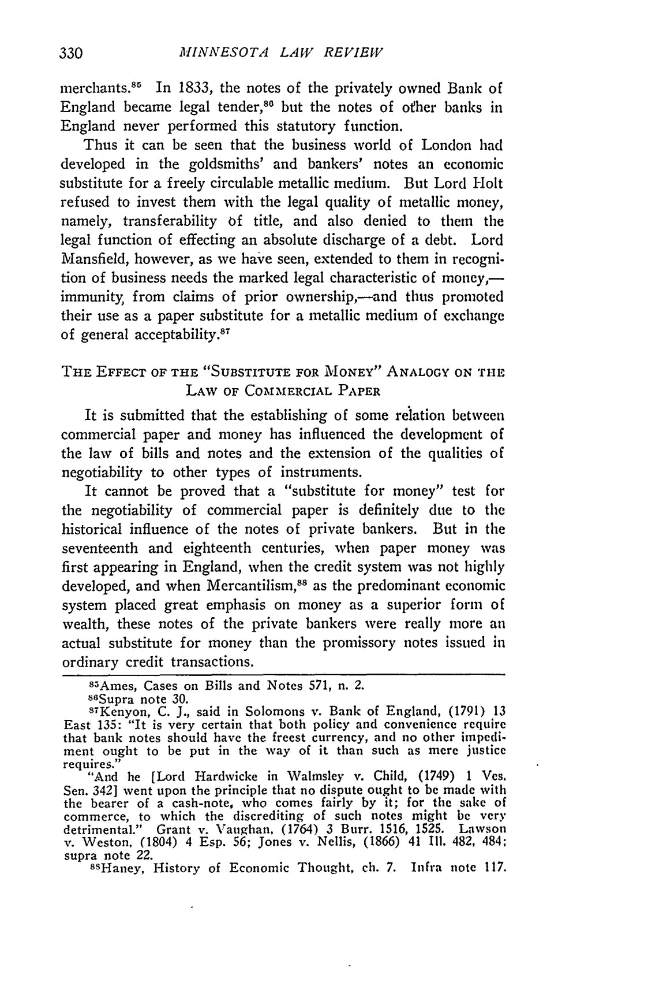 330 MINNESOTA LAW REVIEW
merchants.⁸⁵ In 1833, the notes of the privately owned Bank of
England became legal tender,⁸⁶ but the notes of other banks in
England never performed this statutory function.
Thus it can be seen that the business world of London had
developed in the goldsmiths' and bankers' notes an economic
substitute for a freely circulable metallic medium. But Lord Holt
refused to invest them with the legal quality of metallic money,
namely, transferability of title, and also denied to them the
legal function of effecting an absolute discharge of a debt. Lord
Mansfield, however, as we have seen, extended to them in recogni-
tion of business needs the marked legal characteristic of money,—
immunity, from claims of prior ownership,—and thus promoted
their use as a paper substitute for a metallic medium of exchange
of general acceptability.⁸⁷
THE EFFECT OF THE "SUBSTITUTE FOR MONEY" ANALOGY ON THE
LAW OF COMMERCIAL PAPER
It is submitted that the establishing of some relation between
commercial paper and money has influenced the development of
the law of bills and notes and the extension of the qualities of
negotiability to other types of instruments.
It cannot be proved that a "substitute for money" test for
the negotiability of commercial paper is definitely due to the
historical influence of the notes of private bankers. But in the
seventeenth and eighteenth centuries, when paper money was
first appearing in England, when the credit system was not highly
developed, and when Mercantilism,⁸⁸ as the predominant economic
system placed great emphasis on money as a superior form of
wealth, these notes of the private bankers were really more an
actual substitute for money than the promissory notes issued in
ordinary credit transactions.
⁸⁵Ames, Cases on Bills and Notes 571, n. 2.
⁸⁶Supra note 30.
⁸⁷Kenyon, C. J., said in Solomons v. Bank of England, (1791) 13
East 135: "It is very certain that both policy and convenience require
that bank notes should have the freest currency, and no other impedi-
ment ought to be put in the way of it than such as mere justice
requires."
"And he [Lord Hardwicke in Walmsley v. Child, (1749) 1 Ves.
Sen. 342] went upon the principle that no dispute ought to be made with
the bearer of a cash-note, who comes fairly by it; for the sake of
commerce, to which the discrediting of such notes might be very
detrimental." Grant v. Vaughan, (1764) 3 Burr. 1516, 1525. Lawson
v. Weston, (1804) 4 Esp. 56; Jones v. Nellis, (1866) 41 Ill. 482, 484;
supra note 22.
⁸⁸Haney, History of Economic Thought, ch. 7. Infra note 117.